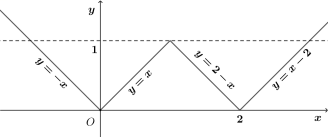 y
1
y = −x
y = x
y = 2 − x
y = x − 2
O
2
x